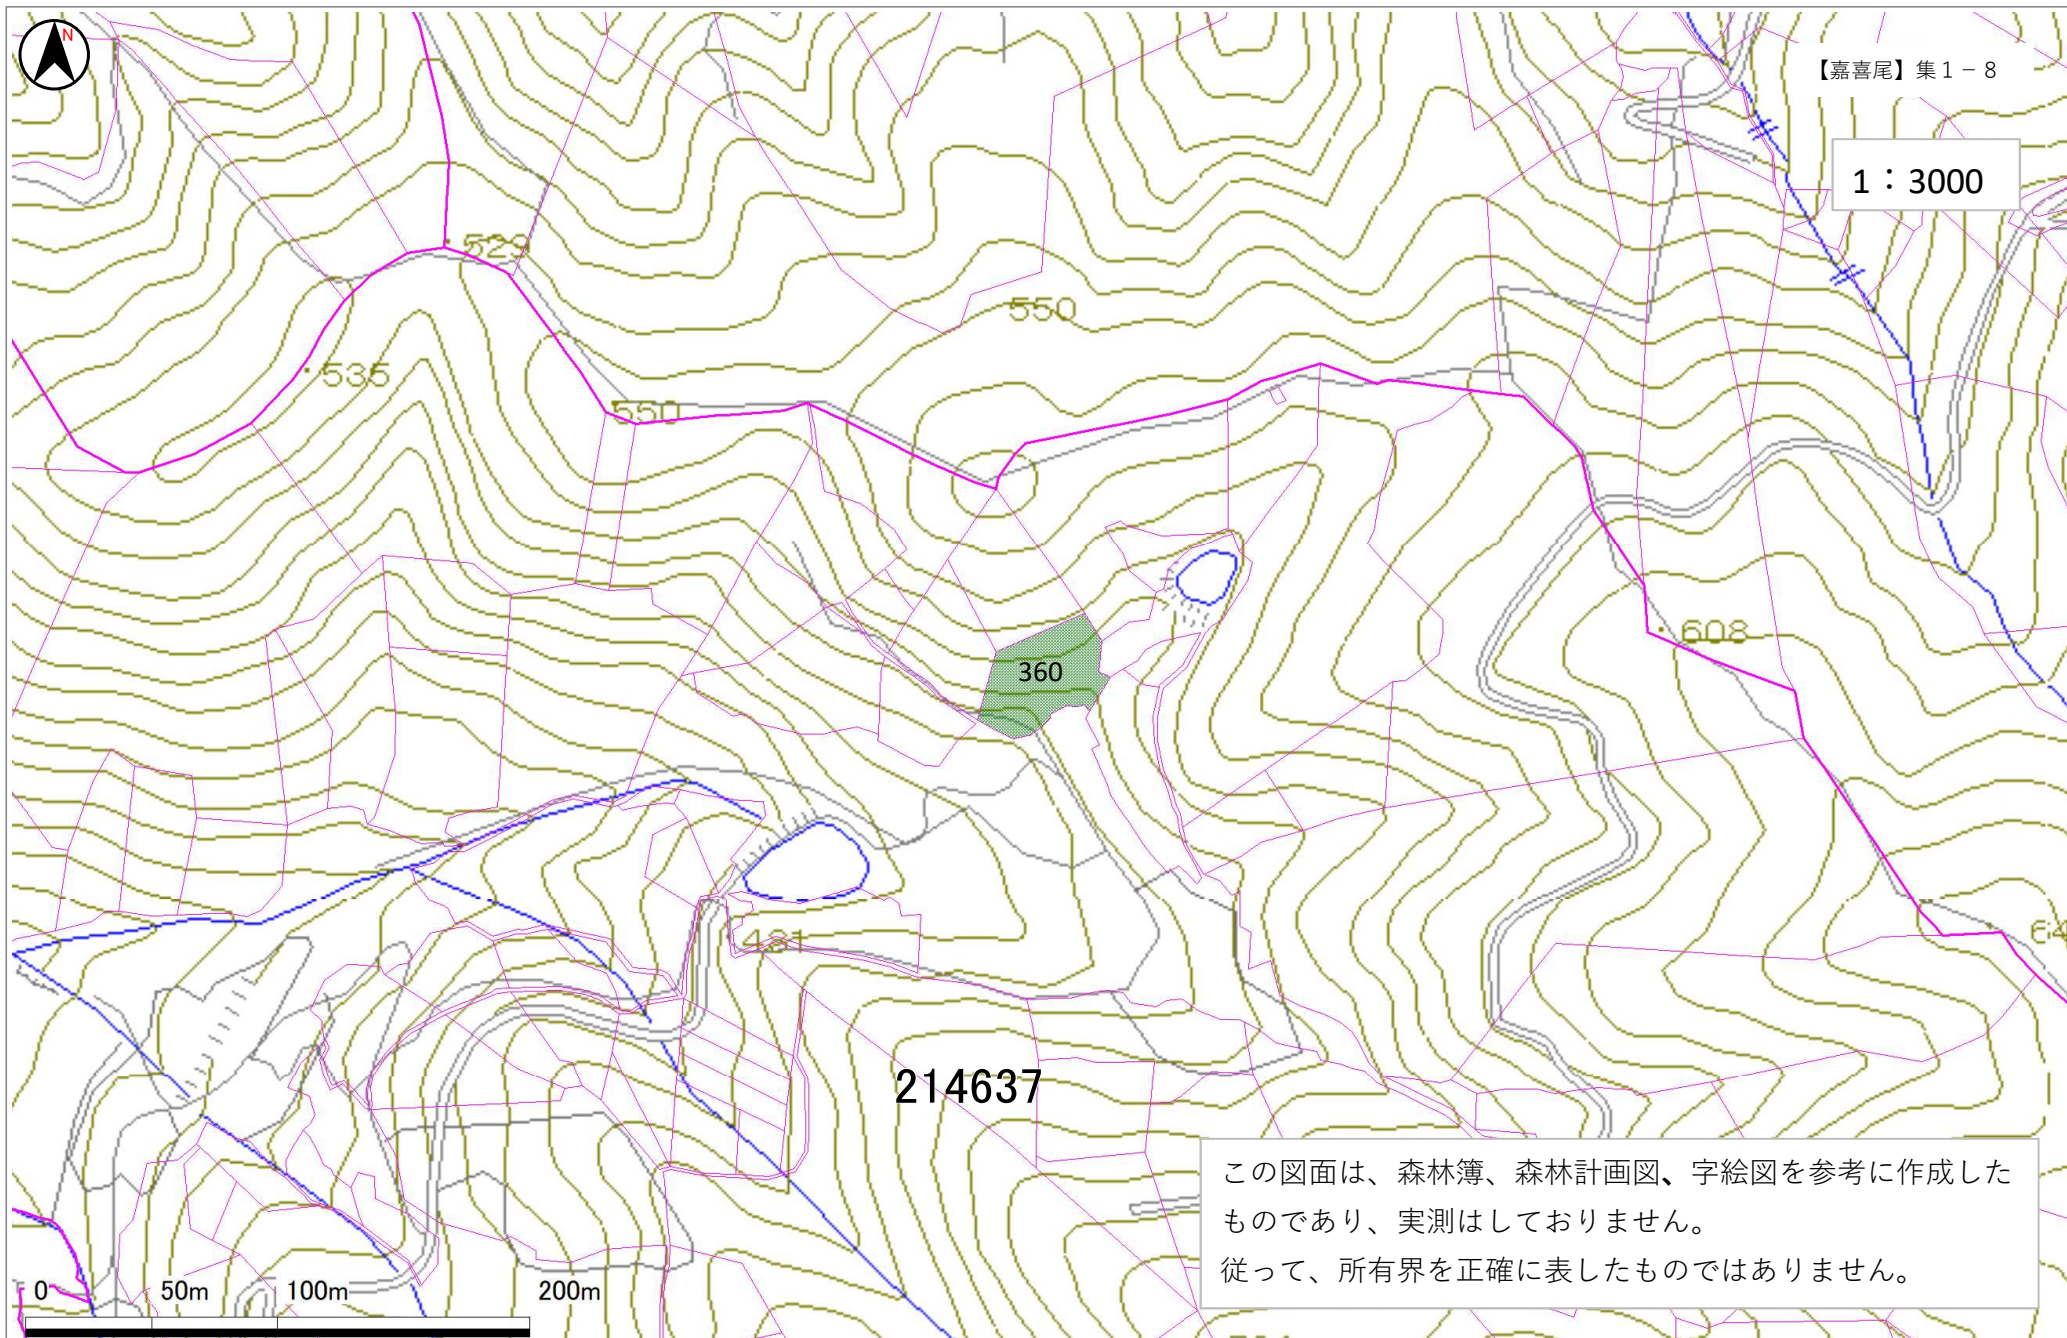 N
【嘉喜尾】集１－８
1：3000
529
550
535
550
608
360
64
481
214637
この図面は、森林簿、森林計画図、字絵図を参考に作成した
ものであり、実測はしておりません。
従って、所有界を正確に表したものではありません。
0 50m 100m 200m